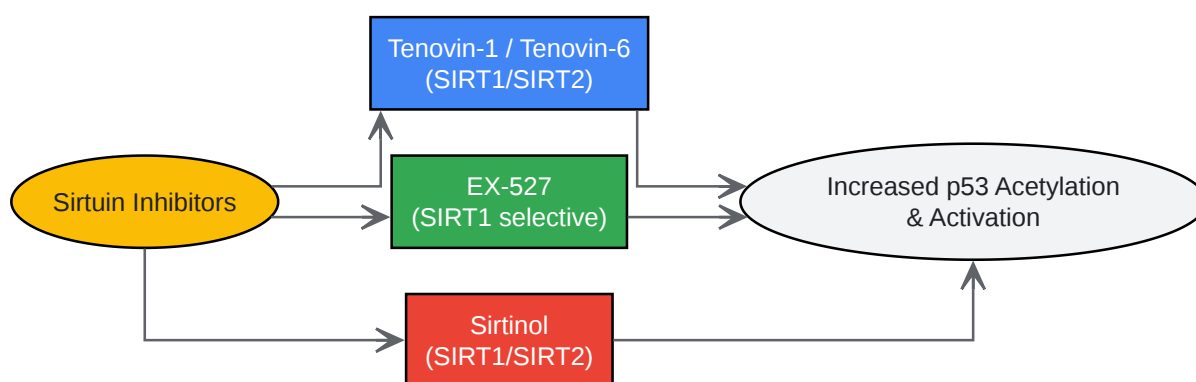 Tenovin-1 / Tenovin-6
(SIRT1/SIRT2)
Sirtuin Inhibitors
EX-527
(SIRT1 selective)
Increased p53 Acetylation
& Activation
Sirtinol
(SIRT1/SIRT2)